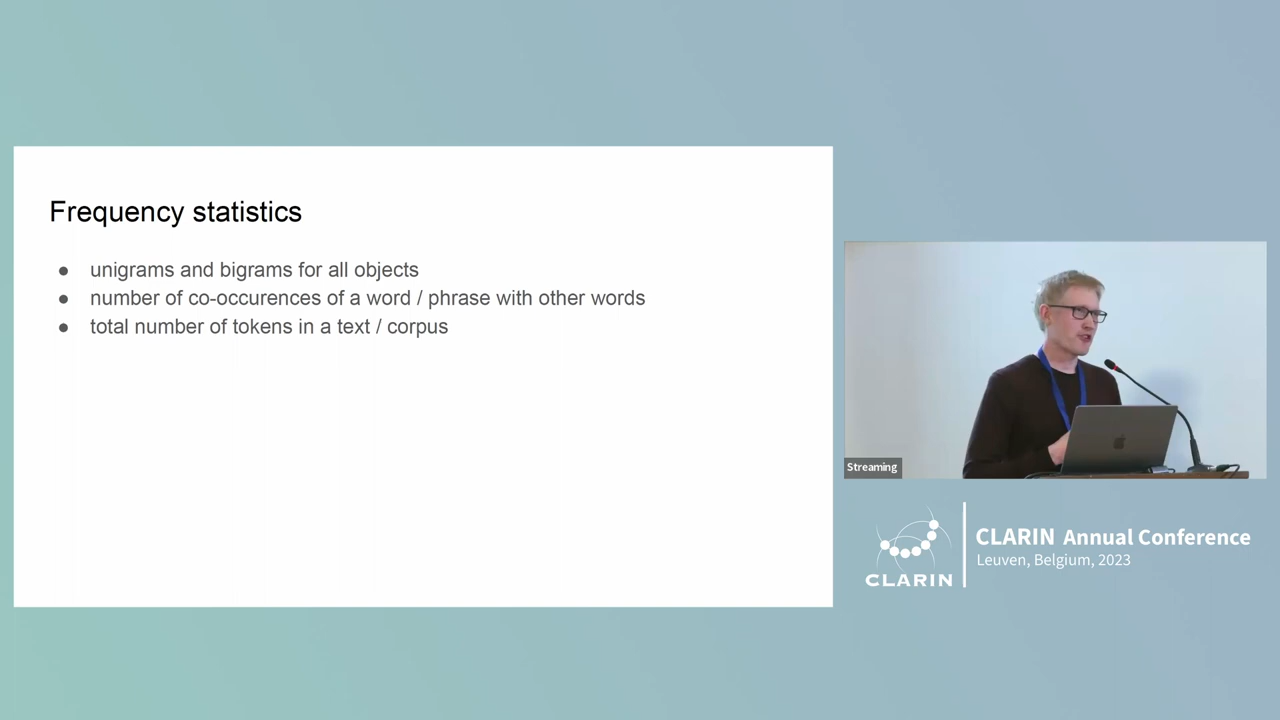 Frequency statistics
● unigrams and bigrams for all objects
● number of co-occurences of a word / phrase with other words
● total number of tokens in a text / corpus
Streaming
CLARIN
CLARIN Annual Conference
Leuven, Belgium, 2023